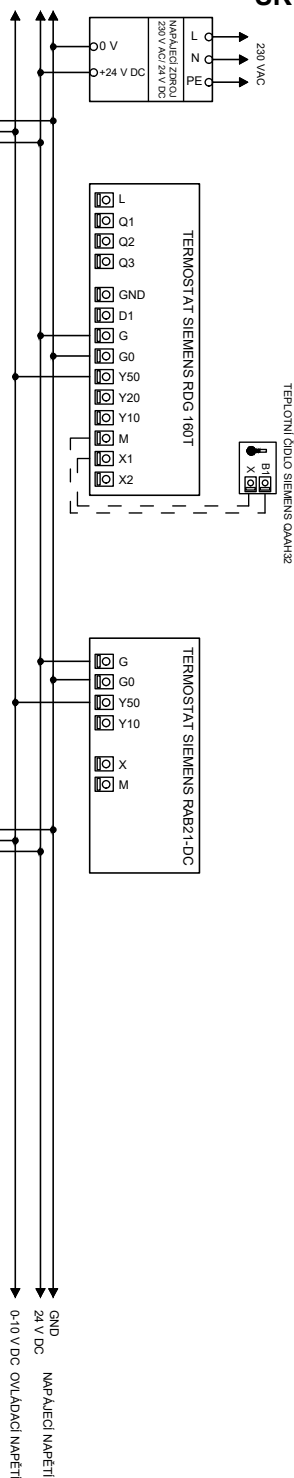 SK
0 V
+24 V DC
NAPÁJECÍ ZDROJ
230 V AC/ 24 V DC
L
N
PE
230 VAC
TERMOSTAT SIEMENS RDG 160T
L
Q1
Q2
Q3
GND
D1
G
G0
Y50
Y20
Y10
M
X1
X2
TEPLOTNÍ ČIDLO SIEMENS QAAH32
B1
X
TERMOSTAT SIEMENS RAB21-DC
G
G0
Y50
Y10
X
M
GND
24 V DC NAPÁJECÍ NAPĚTÍ
0-10 V DC OVLÁDACÍ NAPĚTÍ